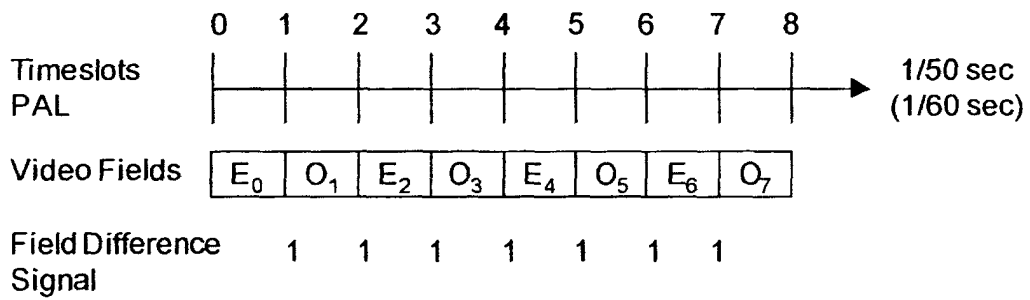 0 1 2 3 4 5 6 7 8
Timeslots
PAL
1/50 sec
(1/60 sec)
Video Fields E₀ O₁ E₂ O₃ E₄ O₅ E₆ O₇
Field Difference
Signal
1 1 1 1 1 1 1